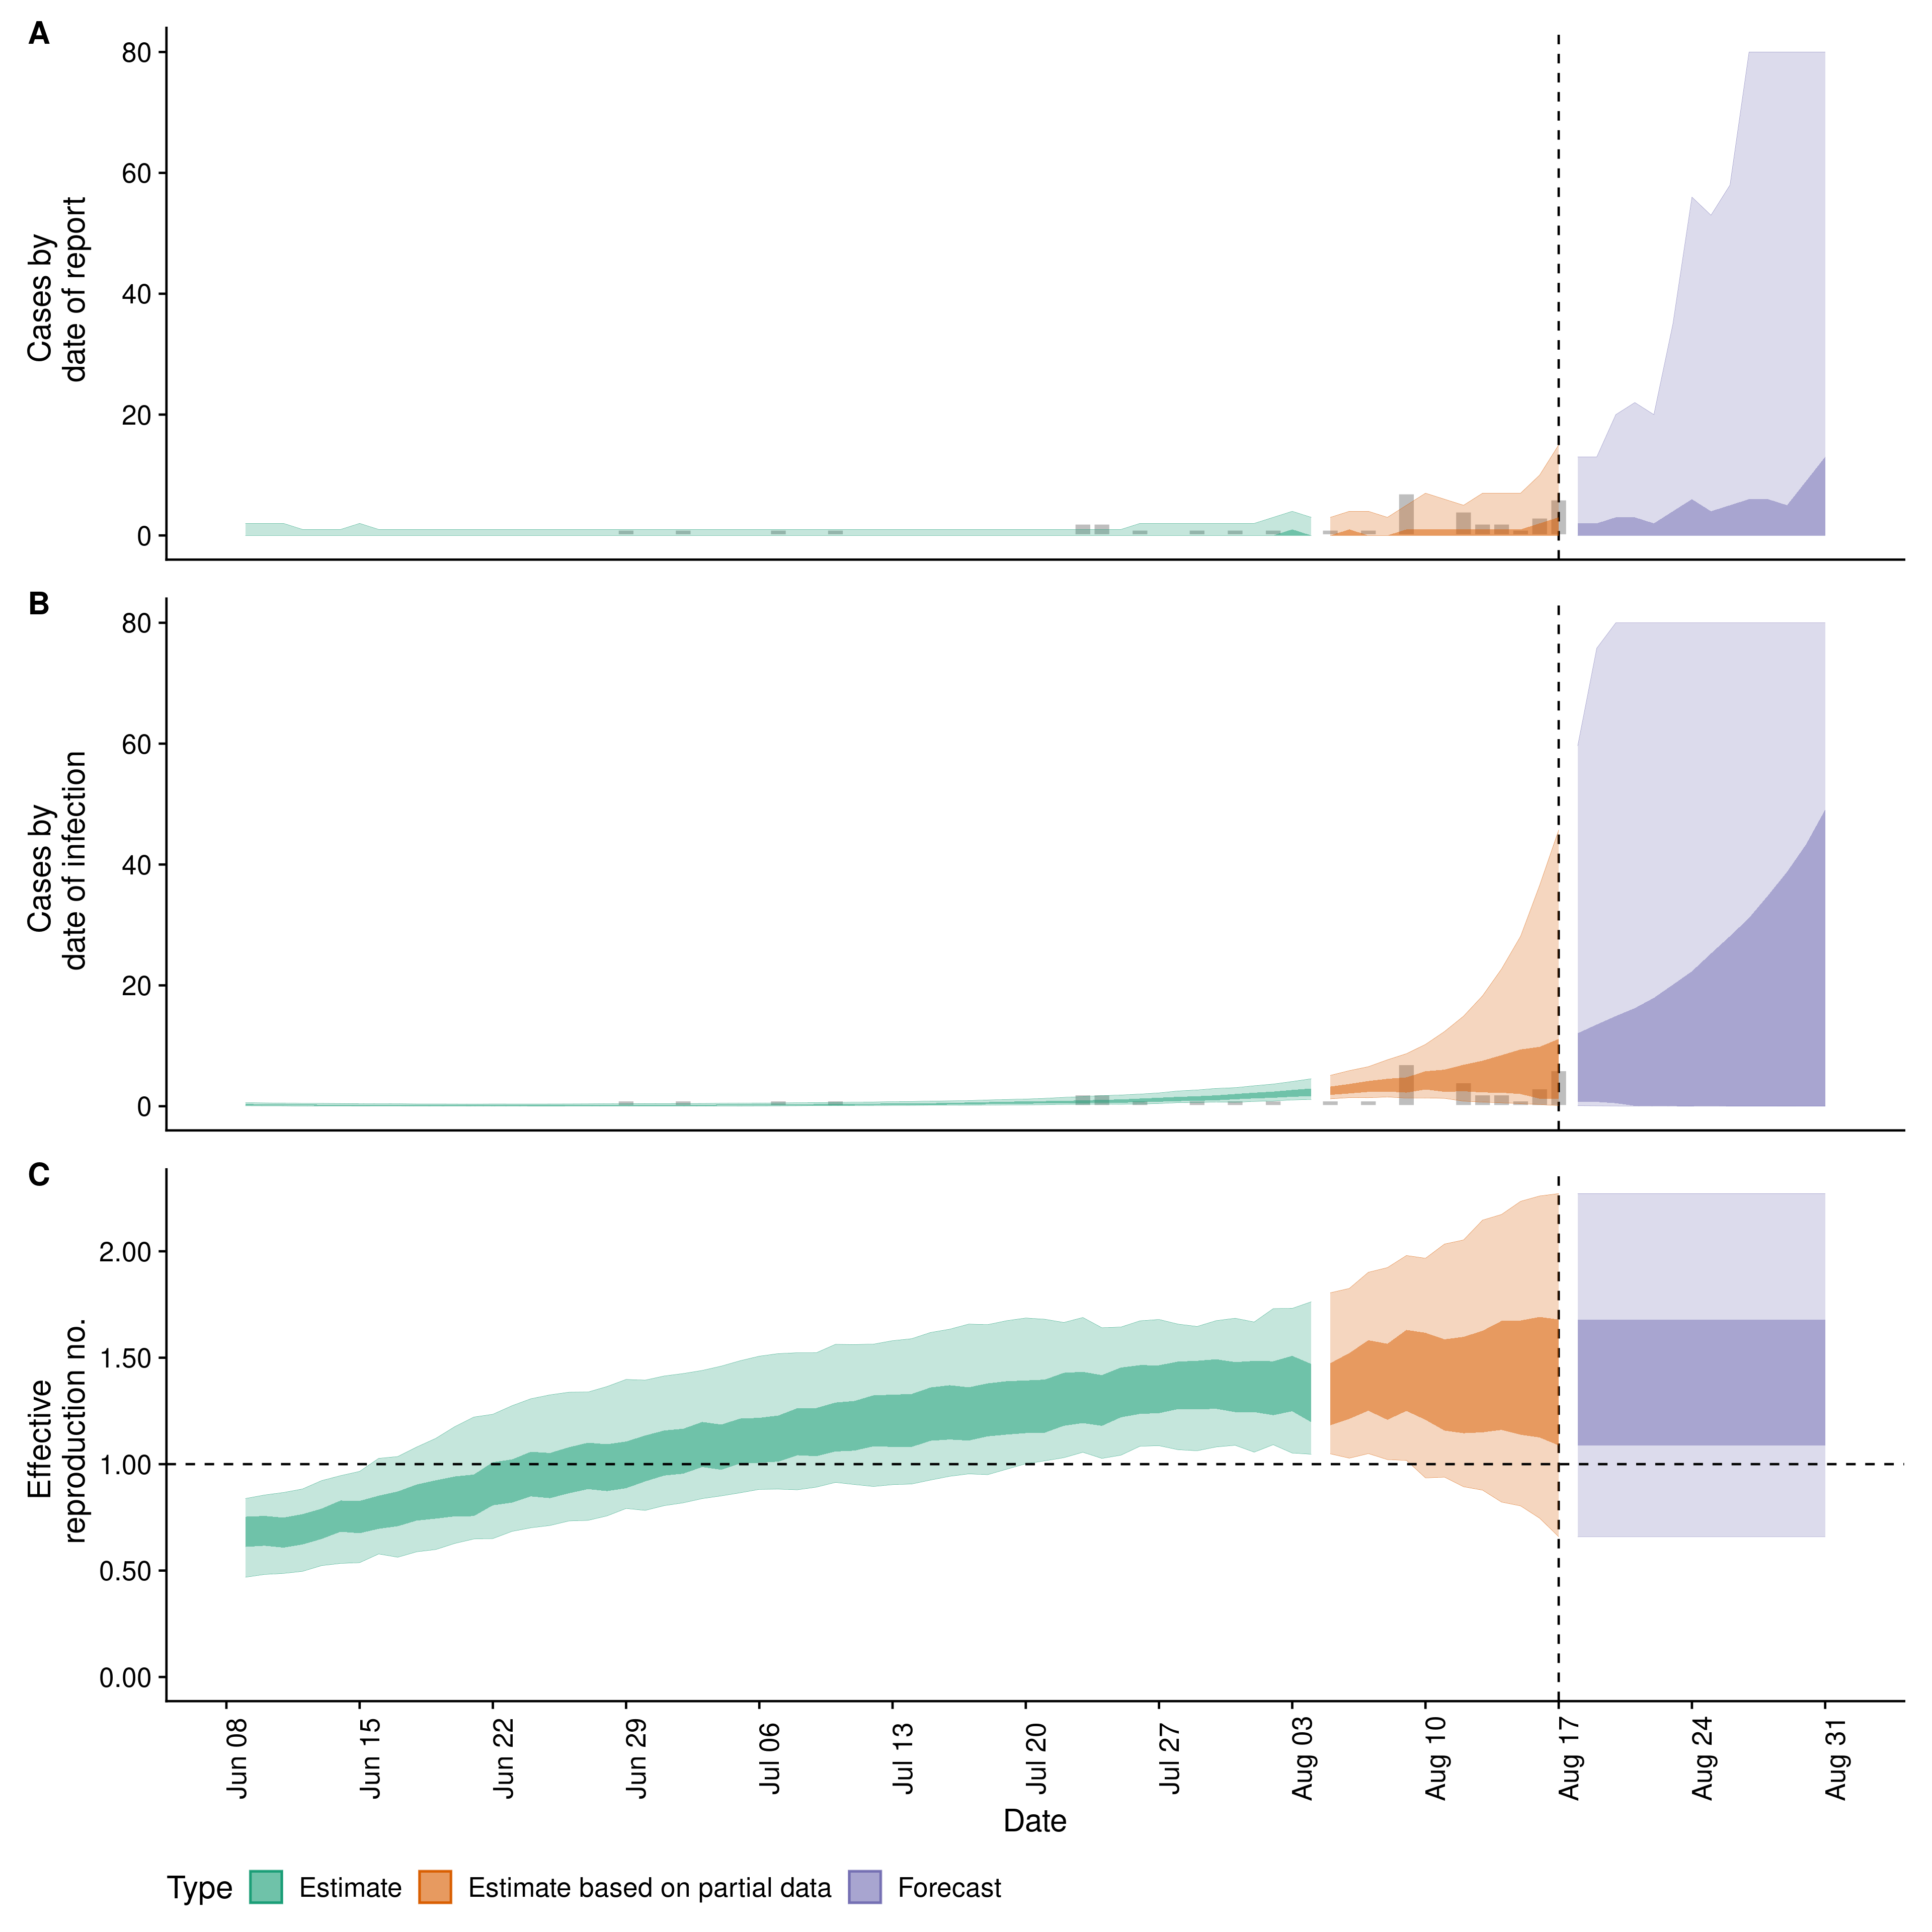 A
80
60
40
20
0
Cases by
date of report
B
80
60
40
20
0
Cases by
date of infection
C
2.00
1.50
1.00
0.50
0.00
Effective
reproduction no.
Jun 08
Jun 15
Jun 22
Jun 29
Jul 06
Jul 13
Jul 20
Jul 27
Aug 03
Aug 10
Aug 17
Aug 24
Aug 31
Date
Type Estimate Estimate based on partial data Forecast